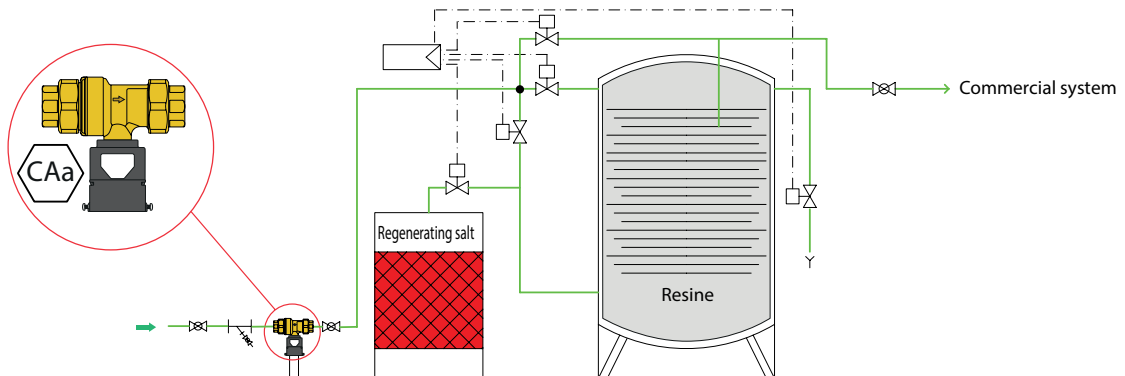 Commercial system
CAa
Regenerating salt
Resine